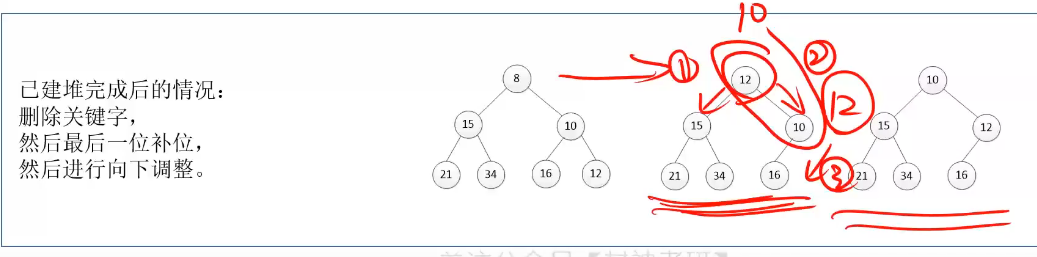 已建堆完成后的情况：
删除关键字，
然后最后一位补位，
然后进行向下调整。
8
15 10
21 34 16 12
10
① ②
12
15 10
12
21 34 16
③
10
15 12
21 34 16